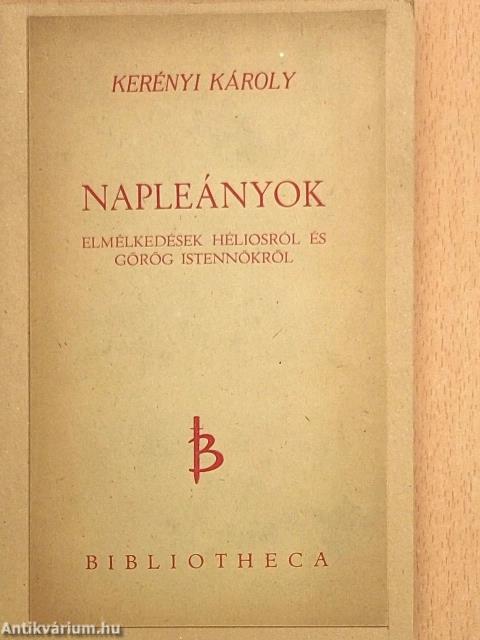 KERÉNYI KÁROLY
NAPLEÁNYOK
ELMÉLKEDÉSEK HÉLIOSRÓL ÉS
GÖRÖG ISTENNŐKRŐL
B
BIBLIOTHECA
Antikvárium.hu